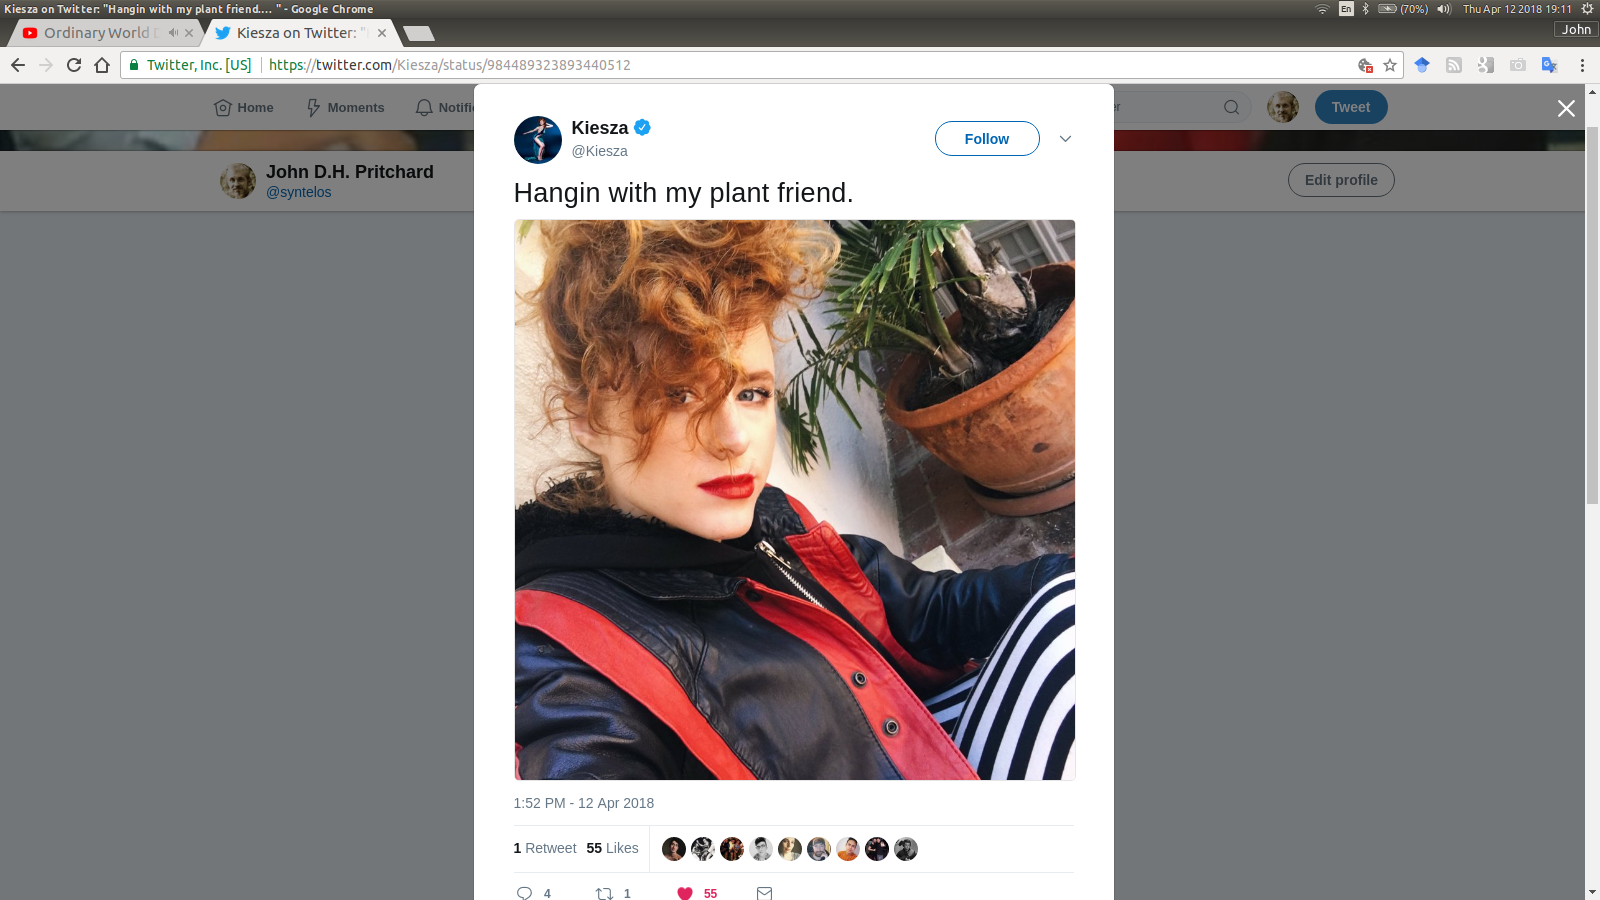 Kiesza on Twitter: "Hangin with my plant friend.... " - Google Chrome
En
(70%)
Thu Apr 12 2018 19:11
Ordinary World
Kiesza on Twitter: "
John
Twitter, Inc. [US]
https://twitter.com/Kiesza/status/984489323893440512
Home
Moments
Tweet
Kiesza
@Kiesza
Follow
John D.H. Pritchard
@syntelos
Edit profile
Hangin with my plant friend.
1:52 PM - 12 Apr 2018
1 Retweet 55 Likes
4
1
55